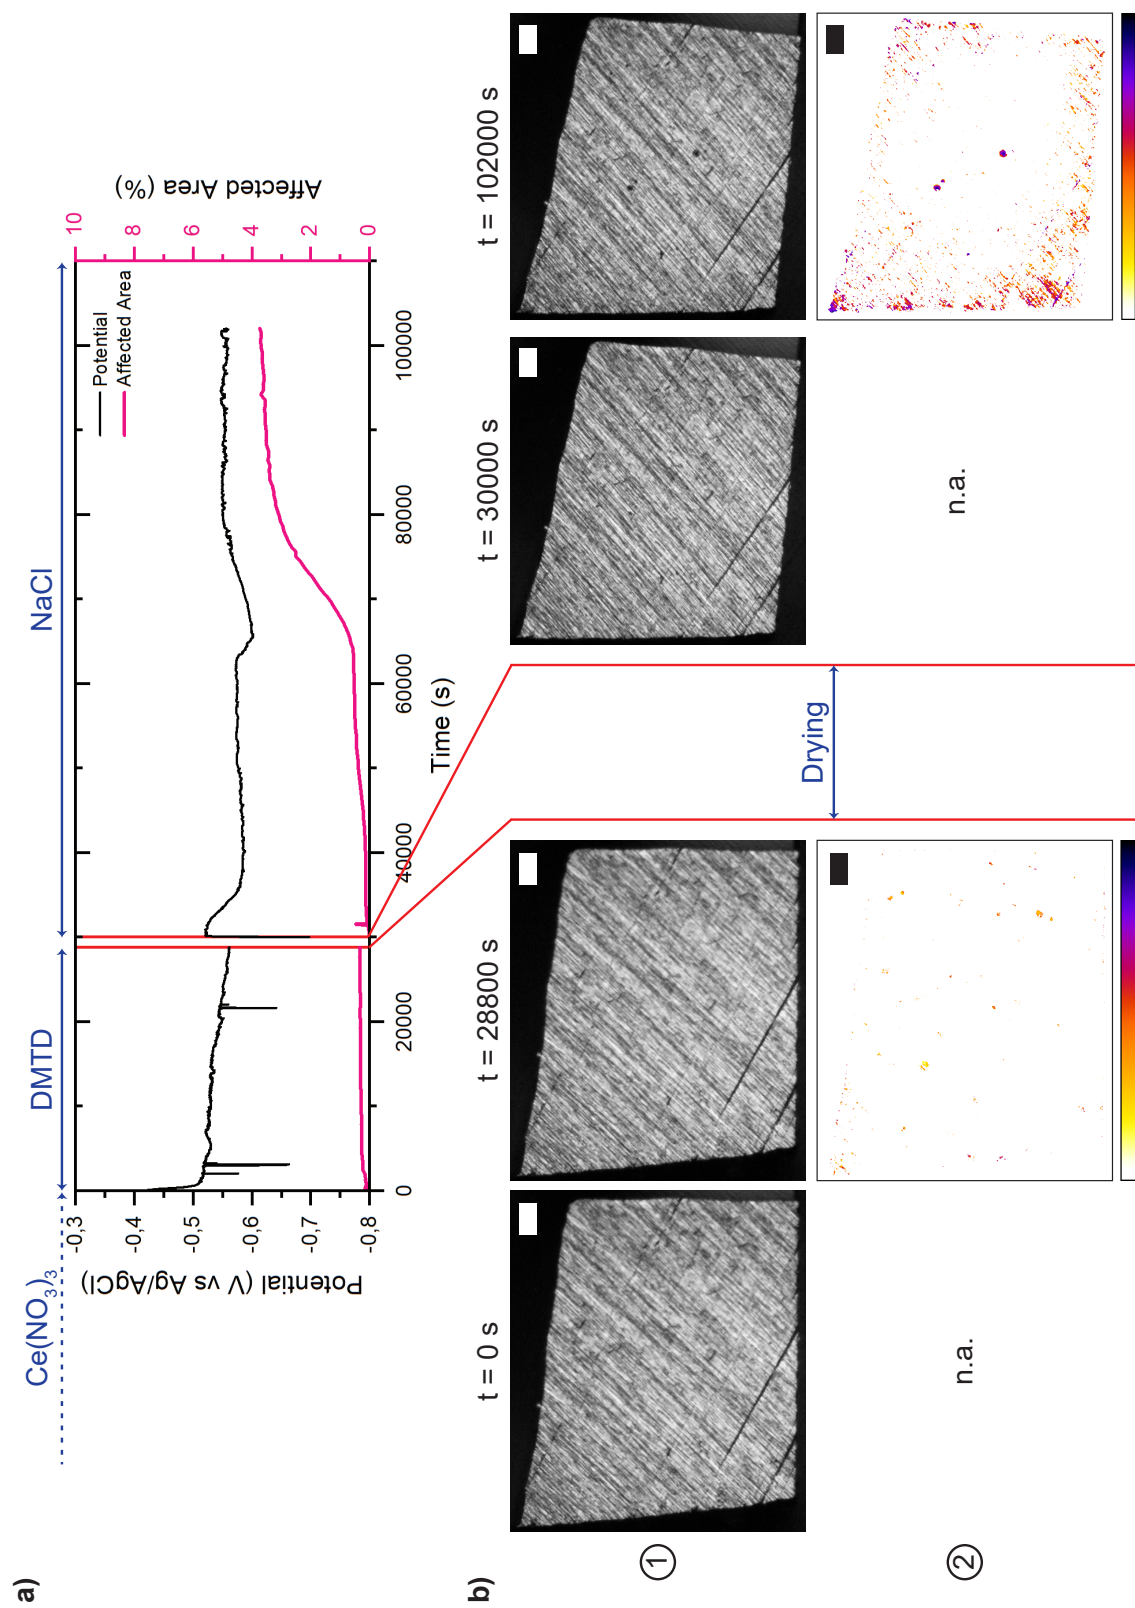 a)
Ce(NO3)3
DMTD
NaCl
Potential (V vs Ag/AgCl)
-0,3
-0,4
-0,5
-0,6
-0,7
-0,8
Potential
Affected Area
10
8
6
4
2
0
Affected Area (%)
0
20000
40000
60000
80000
100000
Time (s)
b)
t = 0 s
t = 28800 s
t = 30000 s
t = 102000 s
1
Drying
2
n.a.
n.a.